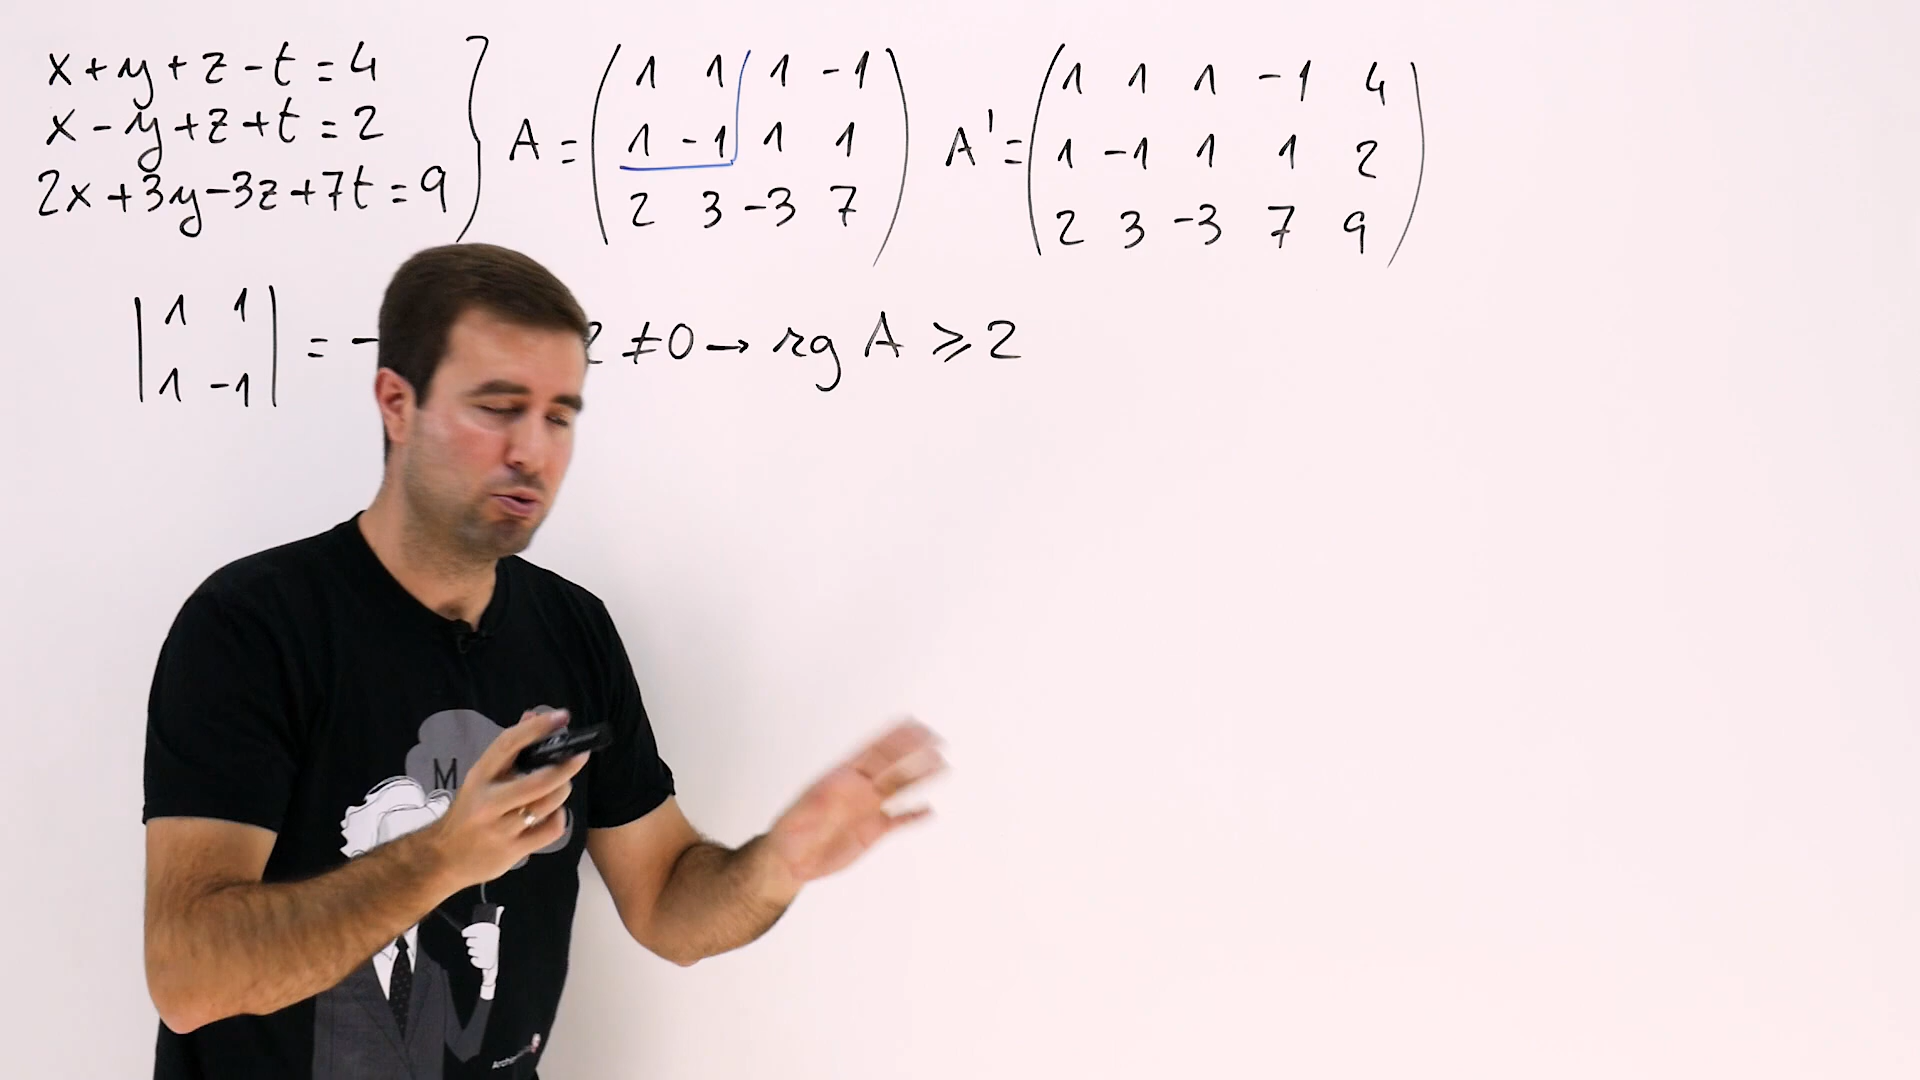 x+y+z-t=4
x-y+z+t=2
2x+3y-3z+7t=9
A = ( 1 1 1 -1
1 -1 1 1
2 3 -3 7 )
A' = ( 1 1 1 -1 4
1 -1 1 1 2
2 3 -3 7 9 )
| 1 1
1 -1 | = - 2 ≠0 → rg A ⩾ 2
M